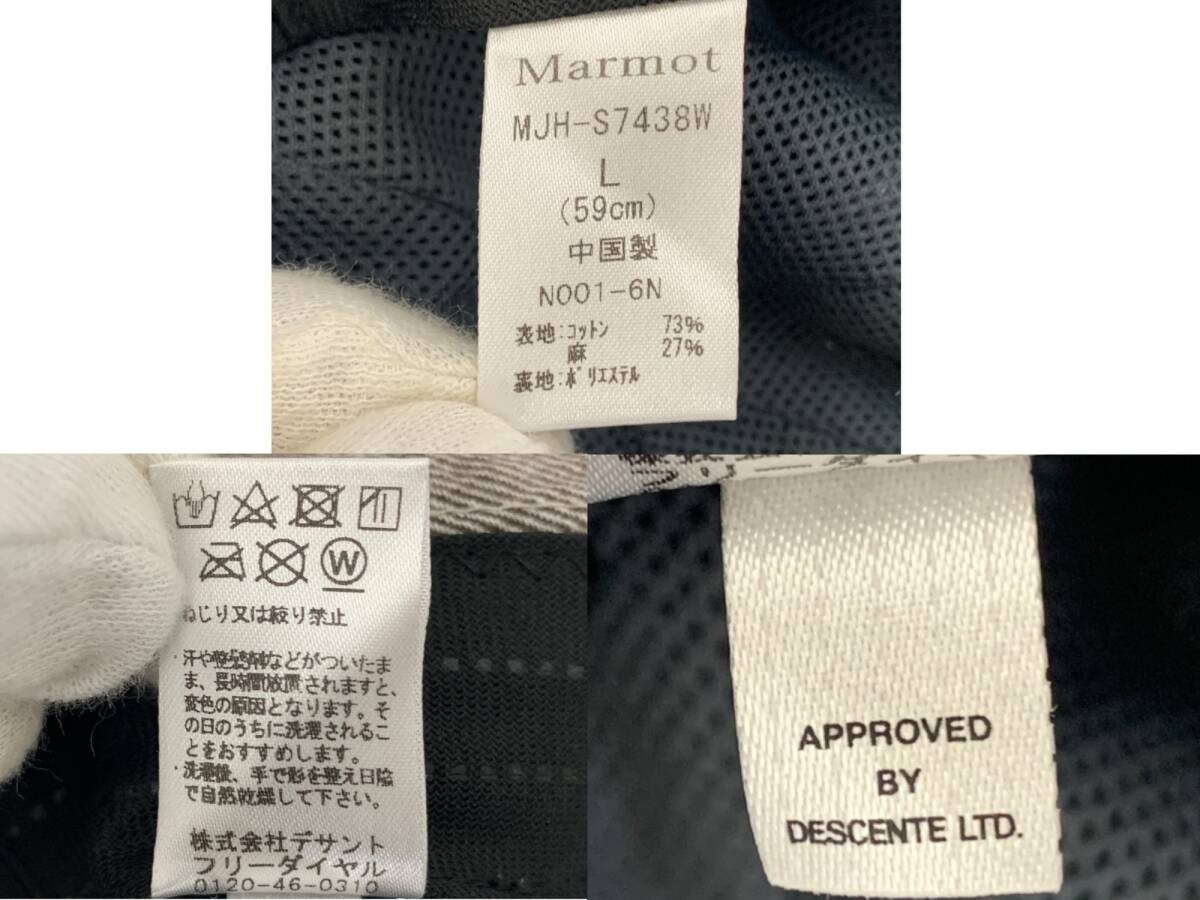 Marmot
MJH-S7438W
L
(59cm)
中国製
N001-6N
表地:コットン 73%
麻 27%
裏地:ポリエステル
W
ねじり又は絞り禁止
・汗や整髪剤などがついたま
ま、長時間放置されますと、
変色の原因となります。そ
の日のうちに洗濯されるこ
とをおすすめします。
・洗濯後、手で形を整え日陰
で自然乾燥して下さい。
株式会社デサント
フリーダイヤル
0120-46-0310
APPROVED
BY
DESCENTE LTD.